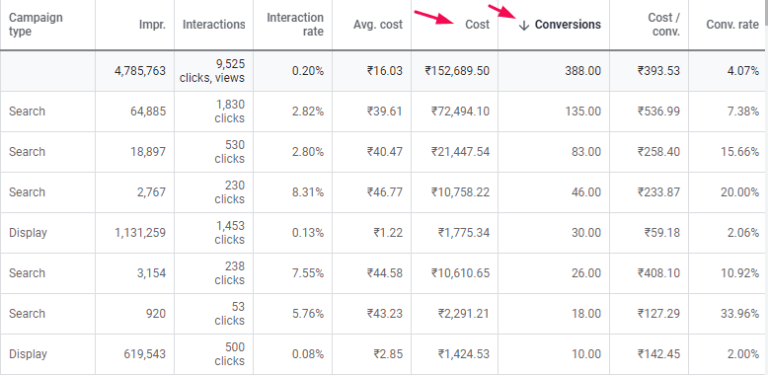 Campaign type Impr. Interactions Interaction rate Avg. cost Cost ↓ Conversions Cost / conv. Conv. rate
4,785,763 9,525 clicks, views 0.20% ₹16.03 ₹152,689.50 388.00 ₹393.53 4.07%
Search 64,885 1,830 clicks 2.82% ₹39.61 ₹72,494.10 135.00 ₹536.99 7.38%
Search 18,897 530 clicks 2.80% ₹40.47 ₹21,447.54 83.00 ₹258.40 15.66%
Search 2,767 230 clicks 8.31% ₹46.77 ₹10,758.22 46.00 ₹233.87 20.00%
Display 1,131,259 1,453 clicks 0.13% ₹1.22 ₹1,775.34 30.00 ₹59.18 2.06%
Search 3,154 238 clicks 7.55% ₹44.58 ₹10,610.65 26.00 ₹408.10 10.92%
Search 920 53 clicks 5.76% ₹43.23 ₹2,291.21 18.00 ₹127.29 33.96%
Display 619,543 500 clicks 0.08% ₹2.85 ₹1,424.53 10.00 ₹142.45 2.00%